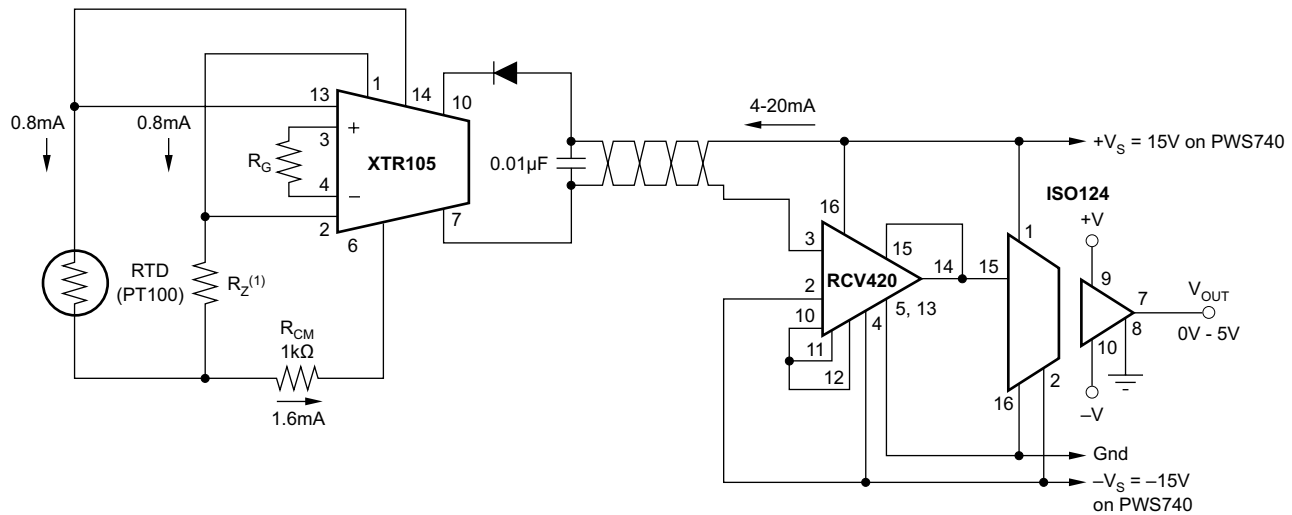 1
14
10
13
0.8mA
0.8mA
3
+
R_G
XTR105
4
–
2
6
7
0.01µF
4-20mA
+V_S = 15V on PWS740
ISO124
+V
16
1
3
15
RCV420
14
15
9
2
5, 13
V_OUT
7
8
0V - 5V
10
4
11
10
12
2
16
–V
RTD
(PT100)
R_Z^(1)
R_CM
1kΩ
1.6mA
Gnd
–V_S = –15V
on PWS740